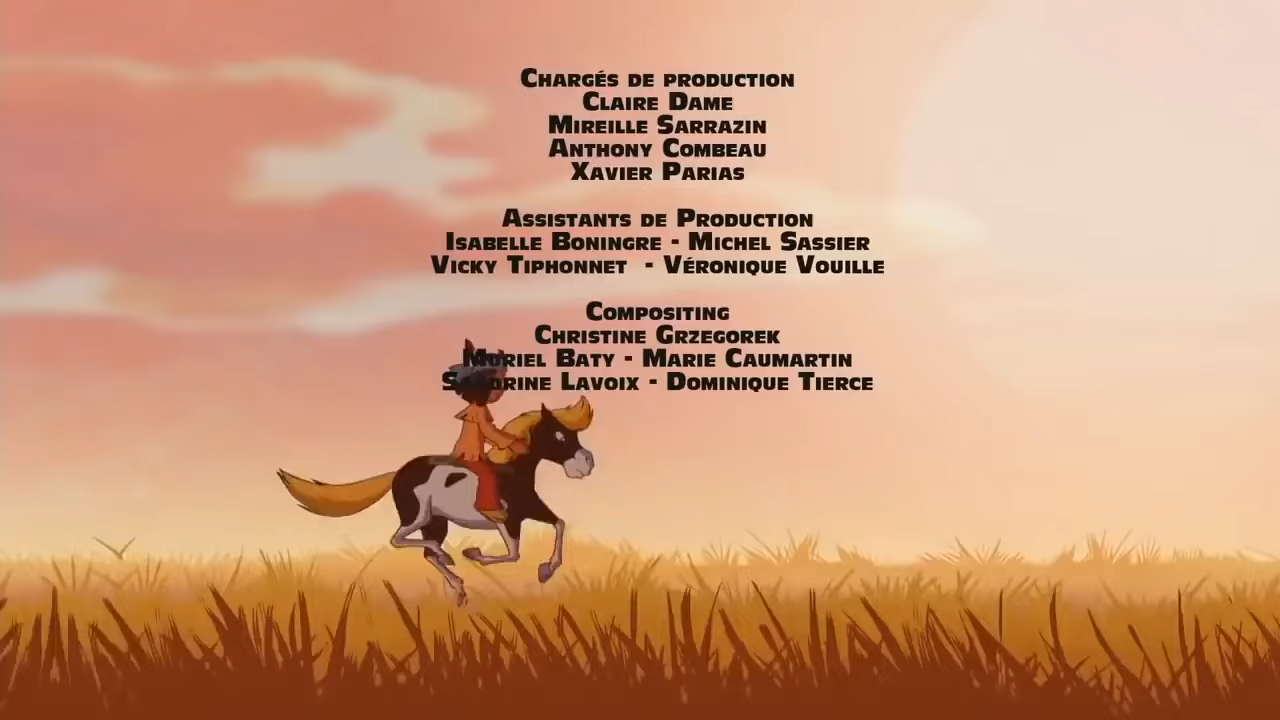 Chargés de production
Claire Dame
Mireille Sarrazin
Anthony Combeau
Xavier Parias
Assistants de Production
Isabelle Boningre - Michel Sassier
Vicky Tiphonnet - Véronique Vouille
Compositing
Christine Grzegorek
Muriel Baty - Marie Caumartin
Sandrine Lavoix - Dominique Tierce